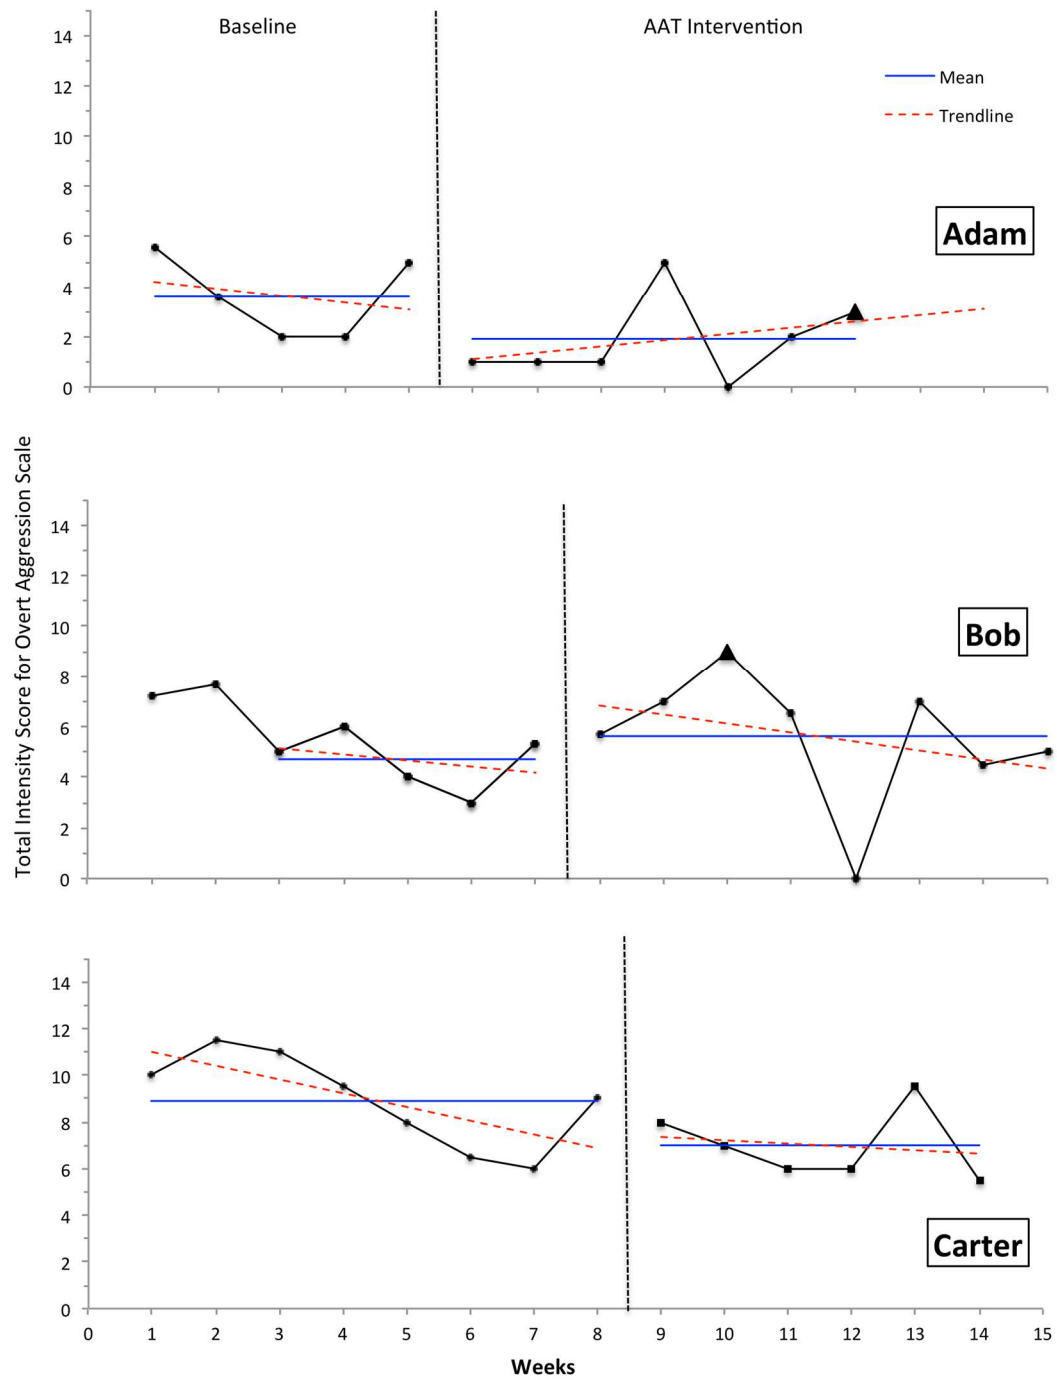 Baseline
AAT Intervention
14
12
10
8
6
4
2
0
Mean
Trendline
Adam
Total Intensity Score for Overt Aggression Scale
14
12
10
8
6
4
2
0
Bob
14
12
10
8
6
4
2
0
Carter
0 1 2 3 4 5 6 7 8 9 10 11 12 13 14 15
Weeks